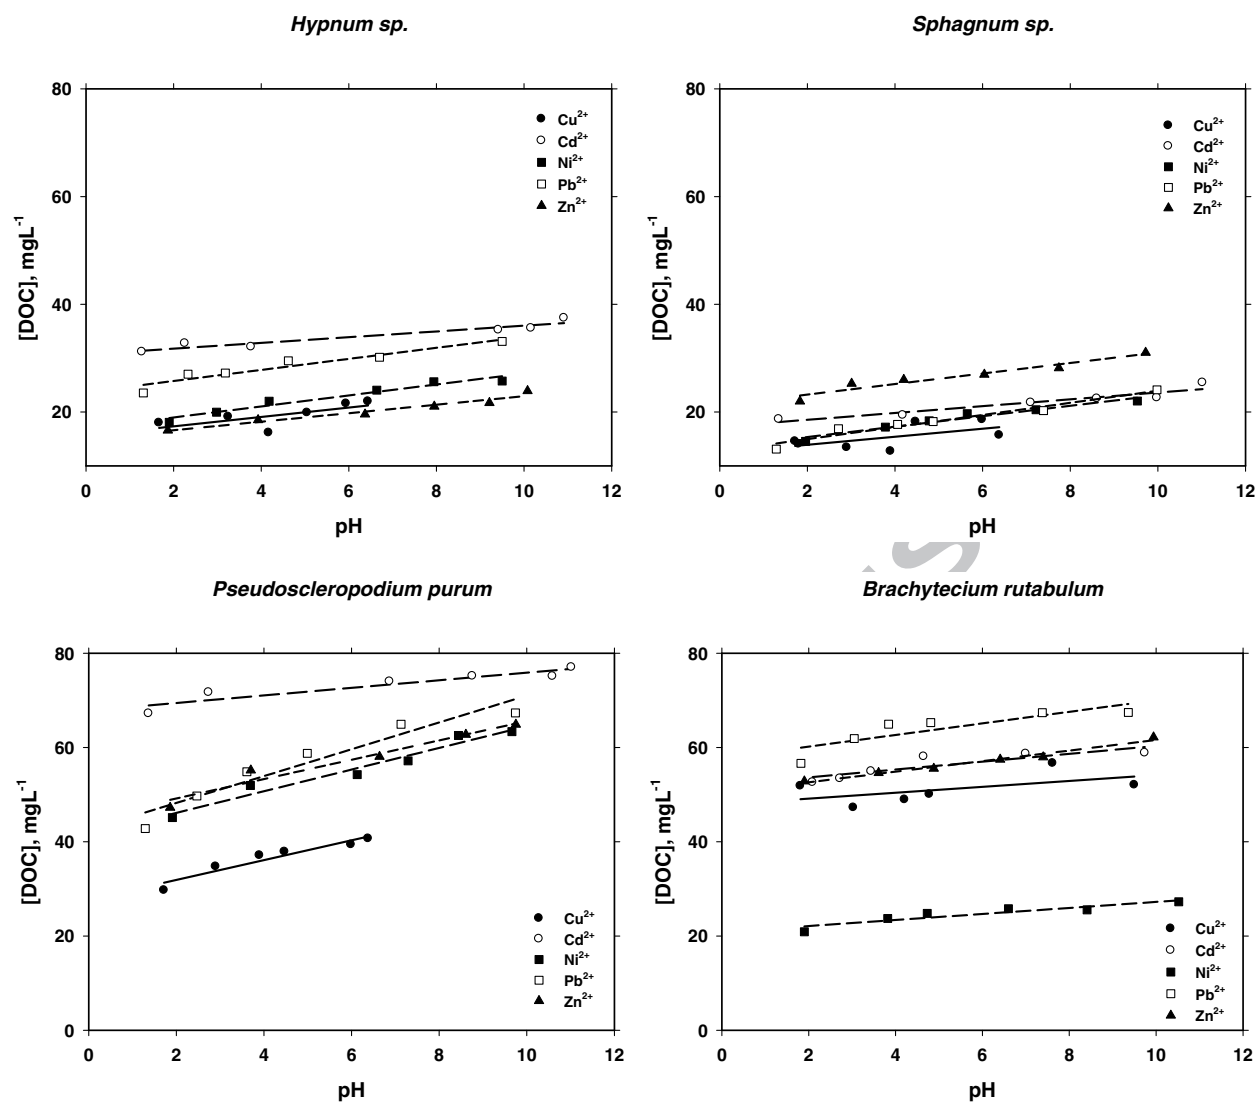 Hypnum sp.
80
60
40
20
0 2 4 6 8 10 12
[DOC], mgL⁻¹
pH
Cu²⁺
Cd²⁺
Ni²⁺
Pb²⁺
Zn²⁺
Sphagnum sp.
80
60
40
20
0 2 4 6 8 10 12
[DOC], mgL⁻¹
pH
Cu²⁺
Cd²⁺
Ni²⁺
Pb²⁺
Zn²⁺
Pseudoscleropodium purum
80
60
40
20
0
0 2 4 6 8 10 12
[DOC], mgL⁻¹
pH
Cu²⁺
Cd²⁺
Ni²⁺
Pb²⁺
Zn²⁺
Brachytecium rutabulum
80
60
40
20
0
0 2 4 6 8 10 12
[DOC], mgL⁻¹
pH
Cu²⁺
Cd²⁺
Ni²⁺
Pb²⁺
Zn²⁺